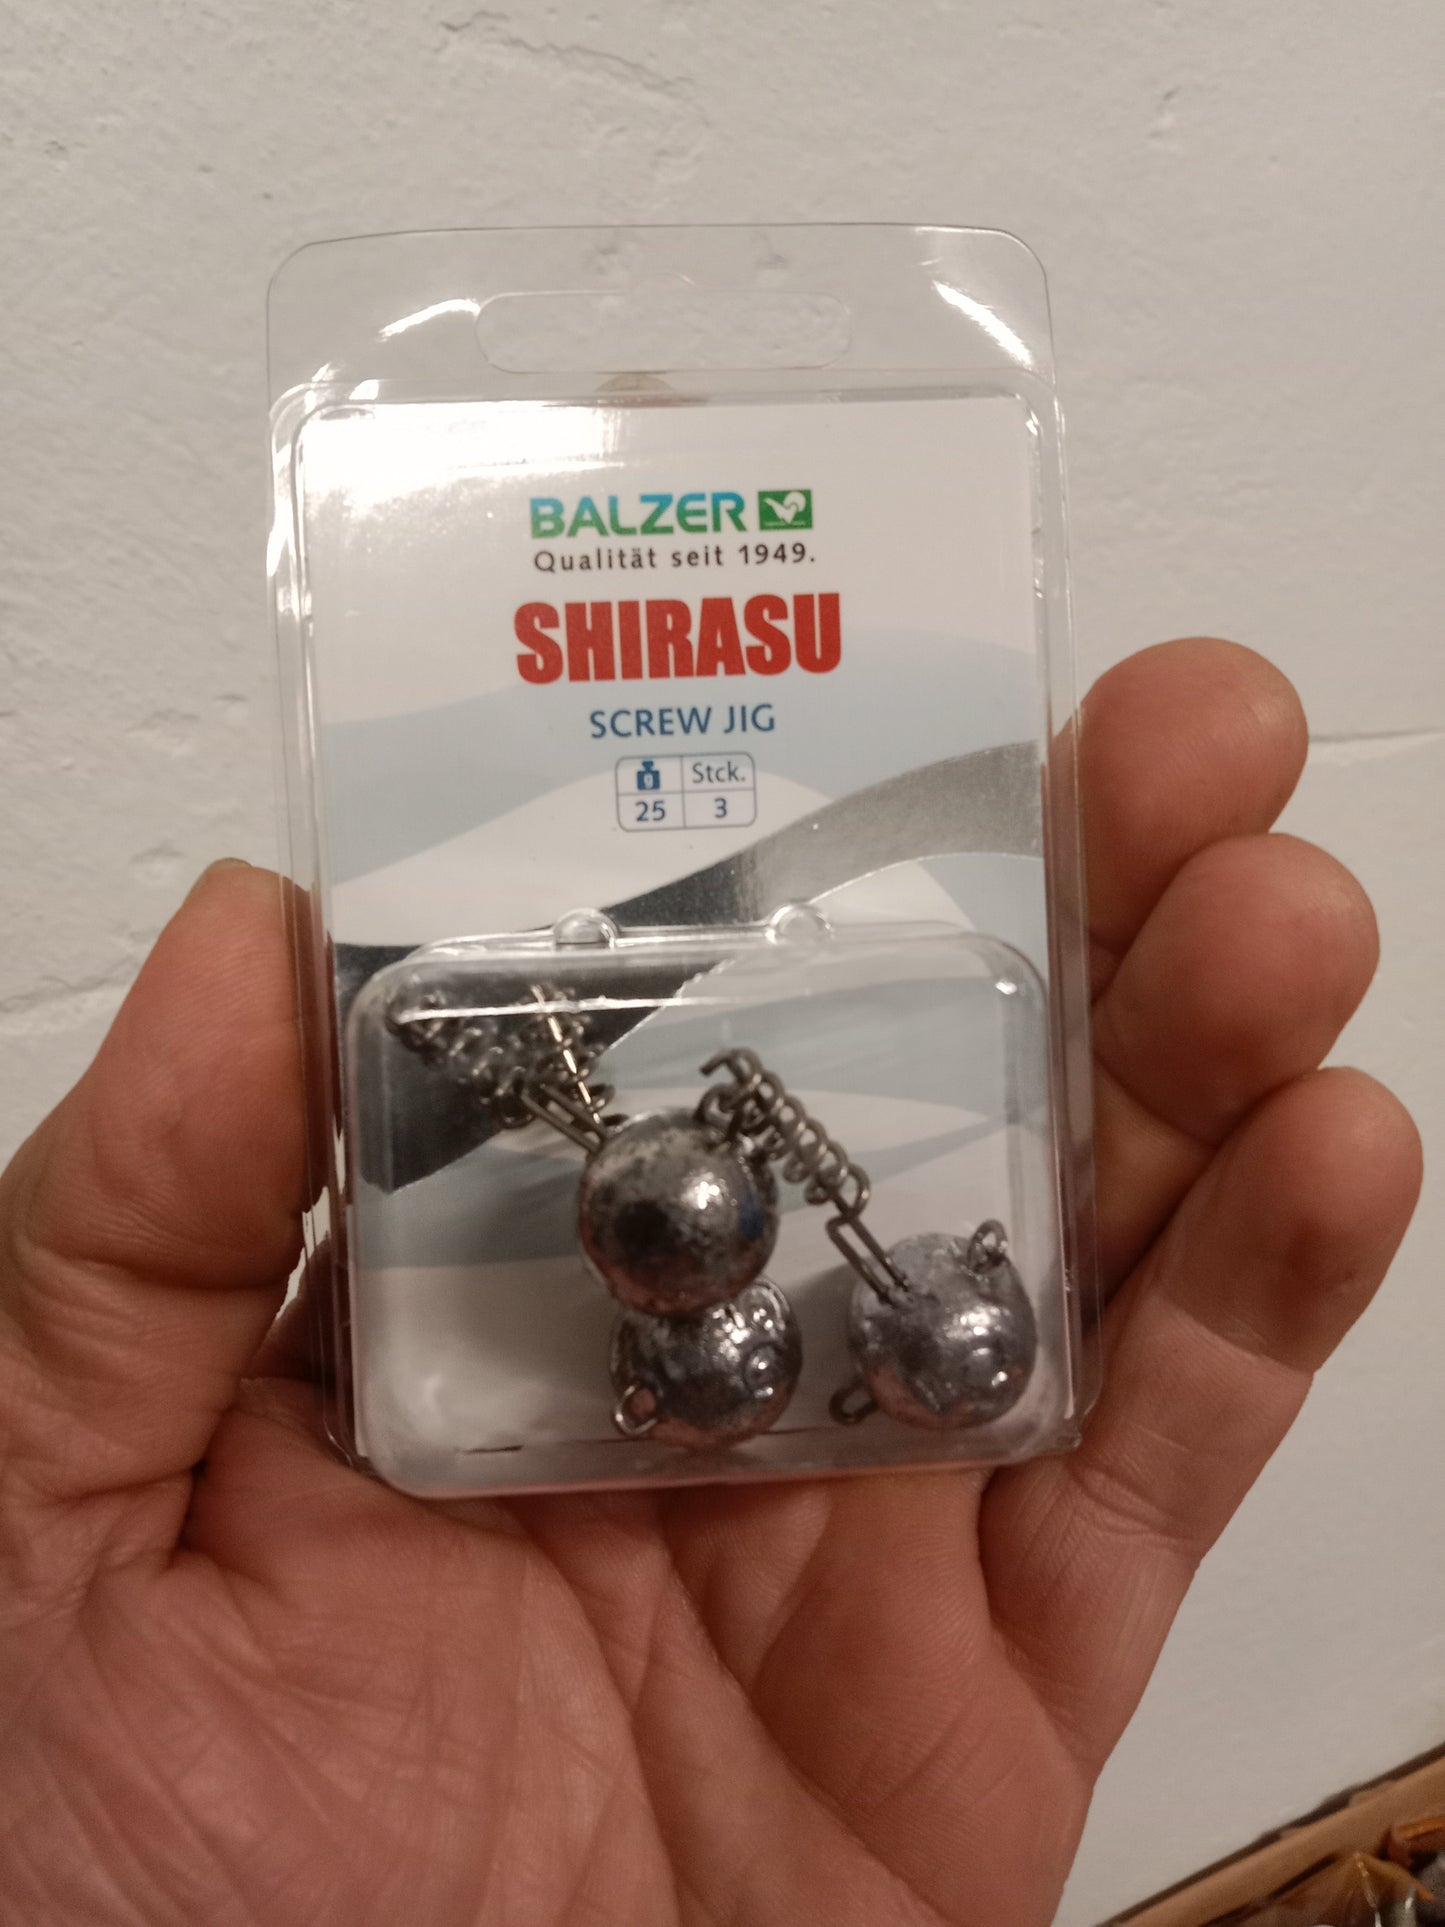 BALZER
Qualität seit 1949.
SHIRASU
SCREW JIG
g Stck.
25 3